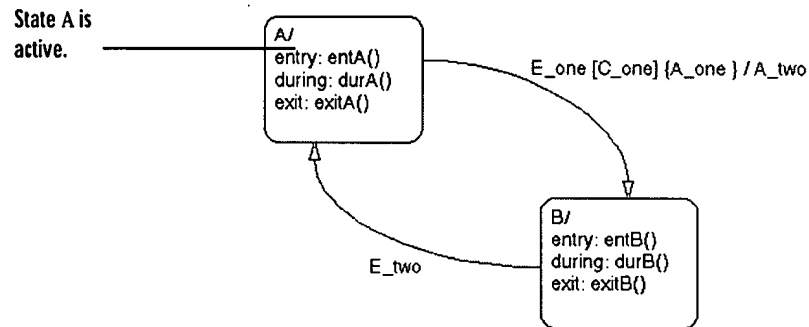 State A is
active.
A/
entry: entA()
during: durA()
exit: exitA()
E_one [C_one] {A_one } / A_two
B/
entry: entB()
during: durB()
exit: exitB()
E_two